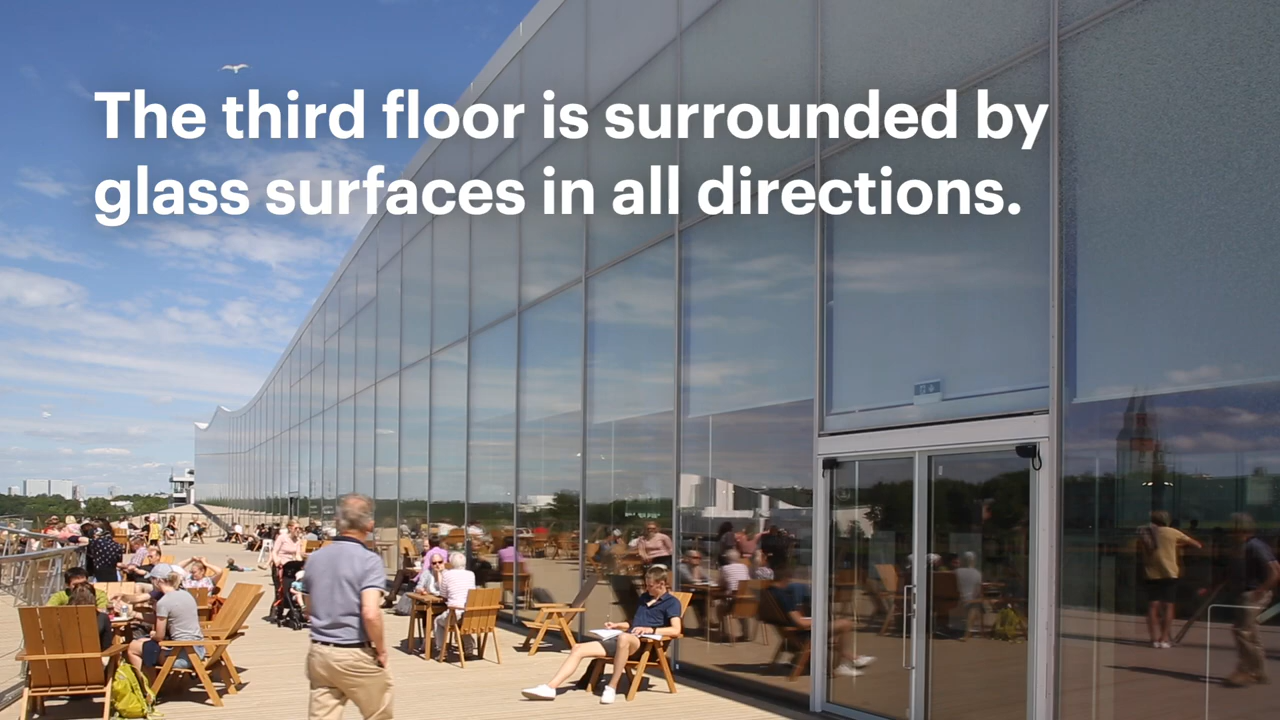 The third floor is surrounded by
glass surfaces in all directions.